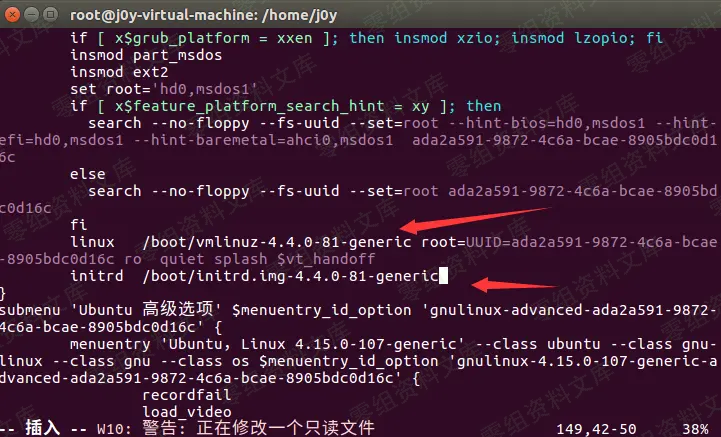 root@j0y-virtual-machine: /home/j0y
if [ x$grub_platform = xxen ]; then insmod xzio; insmod lzopio; fi
insmod part_msdos
insmod ext2
set root='hd0,msdos1'
if [ x$feature_platform_search_hint = xy ]; then
search --no-floppy --fs-uuid --set=root --hint-bios=hd0,msdos1 --hint-
efi=hd0,msdos1 --hint-baremetal=ahci0,msdos1  ada2a591-9872-4c6a-bcae-8905bdc0d1
6c
else
search --no-floppy --fs-uuid --set=root ada2a591-9872-4c6a-bcae-8905bd
c0d16c
fi
linux   /boot/vmlinuz-4.4.0-81-generic root=UUID=ada2a591-9872-4c6a-bcae
-8905bdc0d16c ro  quiet splash $vt_handoff
initrd  /boot/initrd.img-4.4.0-81-generic
}
submenu 'Ubuntu 高级选项' $menuentry_id_option 'gnulinux-advanced-ada2a591-9872-
4c6a-bcae-8905bdc0d16c' {
menuentry 'Ubuntu，Linux 4.15.0-107-generic' --class ubuntu --class gnu-
linux --class gnu --class os $menuentry_id_option 'gnulinux-4.15.0-107-generic-a
dvanced-ada2a591-9872-4c6a-bcae-8905bdc0d16c' {
recordfail
load_video
-- 插入 -- W10: 警告: 正在修改一个只读文件 149,42-50 38%
零组资料文库